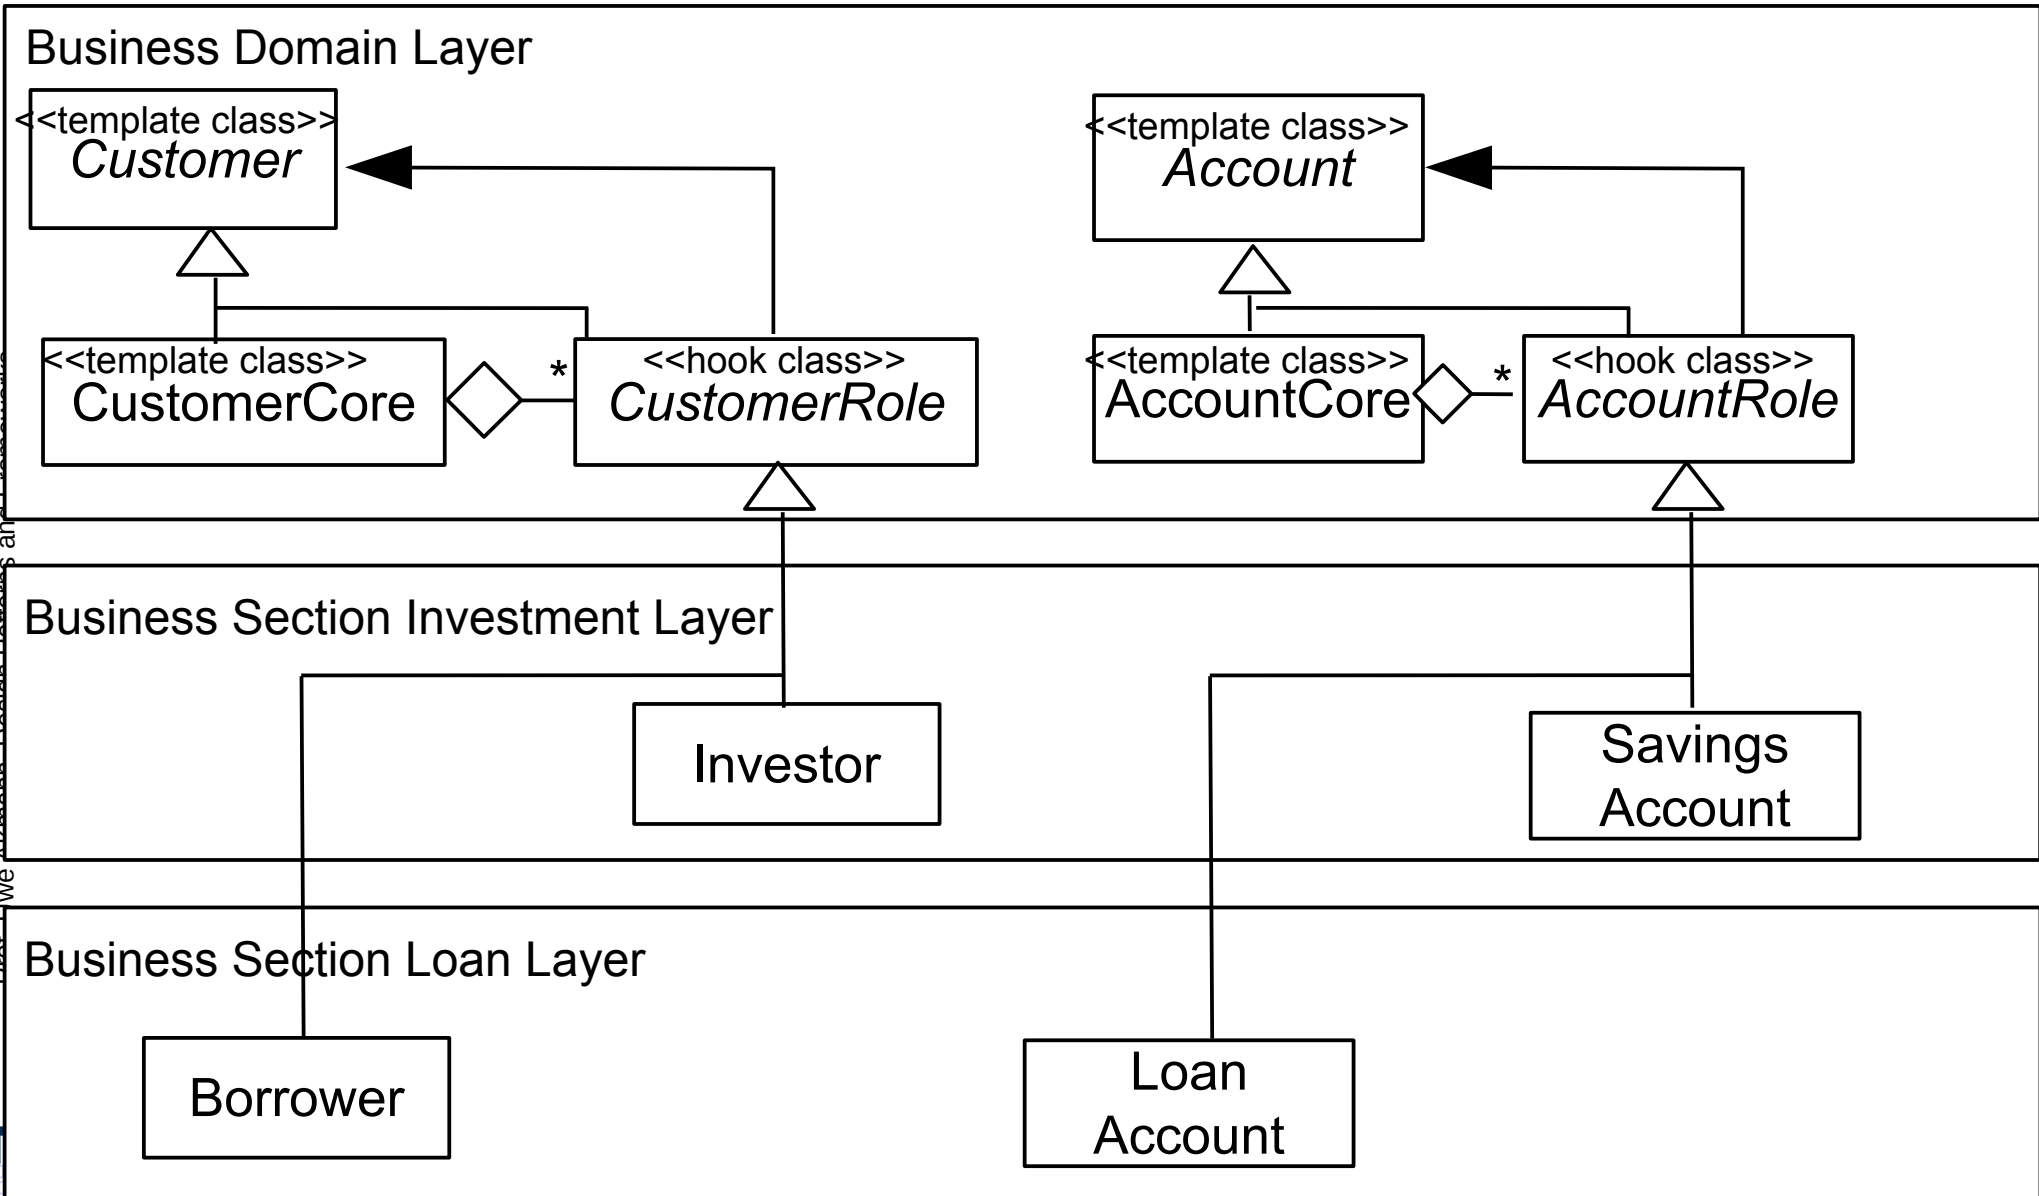 Business Domain Layer
<<template class>>
Customer
<<template class>>
Account
<<template class>>
CustomerCore
*
<<hook class>>
CustomerRole
<<template class>>
AccountCore
*
<<hook class>>
AccountRole
Business Section Investment Layer
Investor
Savings
Account
Business Section Loan Layer
Borrower
Loan
Account